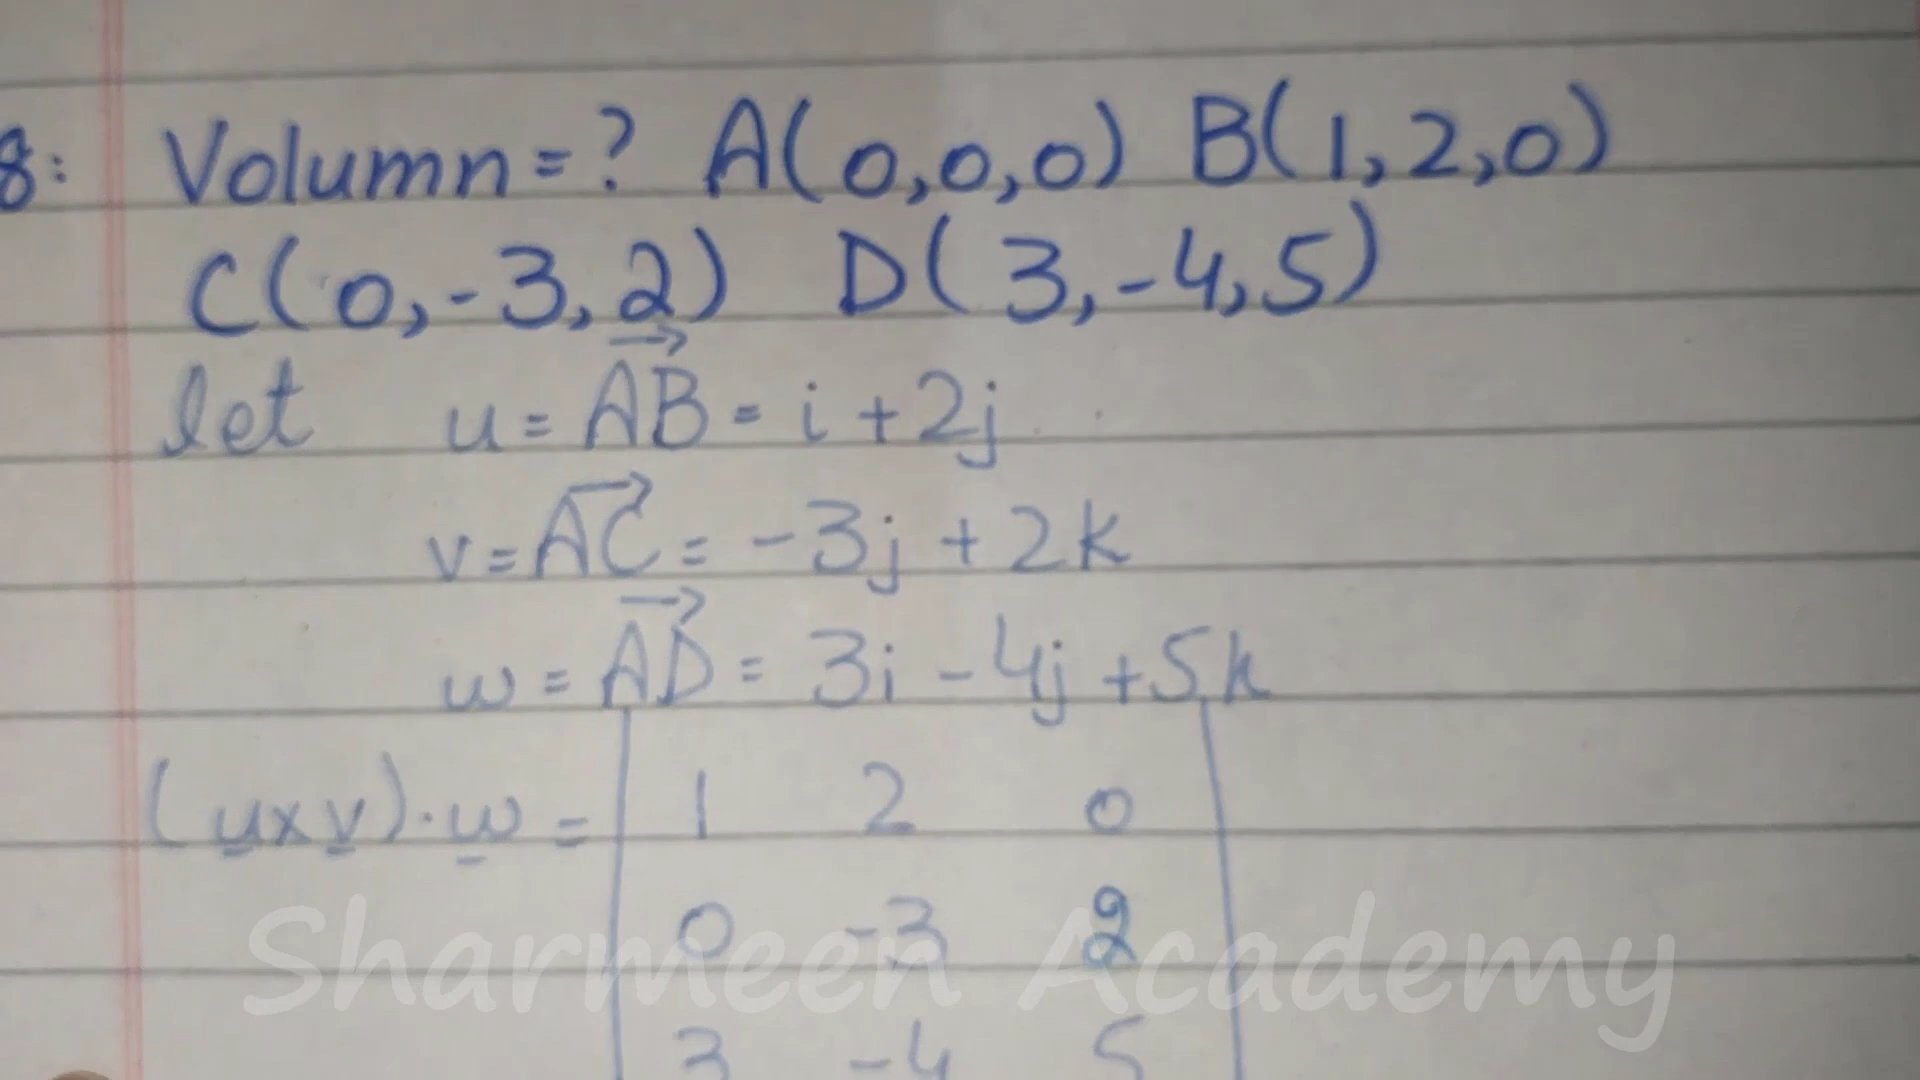 8: Volumn=? A(0,0,0) B(1,2,0)
C(0,-3,2) D(3,-4,5)
let u = →AB = i + 2j
v = →AC = -3j + 2k
w = →AD = 3i - 4j + 5k
(u×v)·w = | 1 2 0 |
| 0 -3 2 |
| 3 -4 5 |
Sharmeen Academy